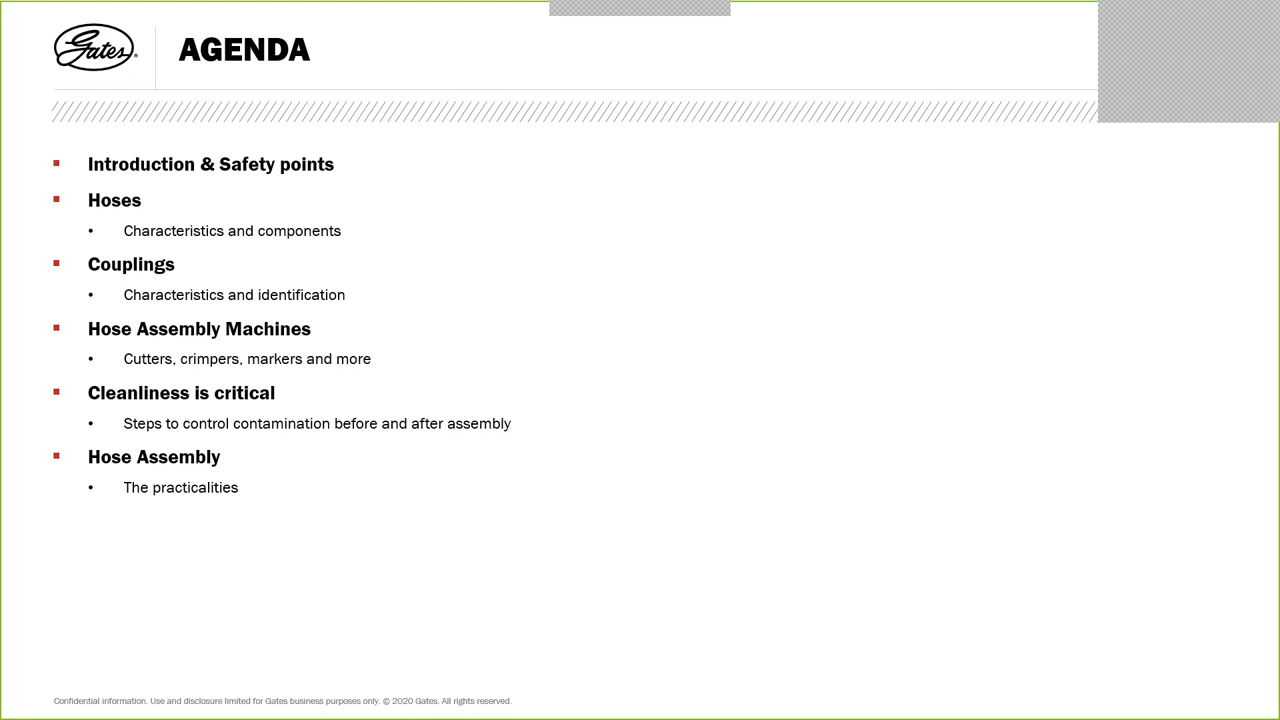 Gates®
AGENDA
▪ Introduction & Safety points
▪ Hoses
• Characteristics and components
▪ Couplings
• Characteristics and identification
▪ Hose Assembly Machines
• Cutters, crimpers, markers and more
▪ Cleanliness is critical
• Steps to control contamination before and after assembly
▪ Hose Assembly
• The practicalities
Confidential information. Use and disclosure limited for Gates business purposes only. © 2020 Gates. All rights reserved.